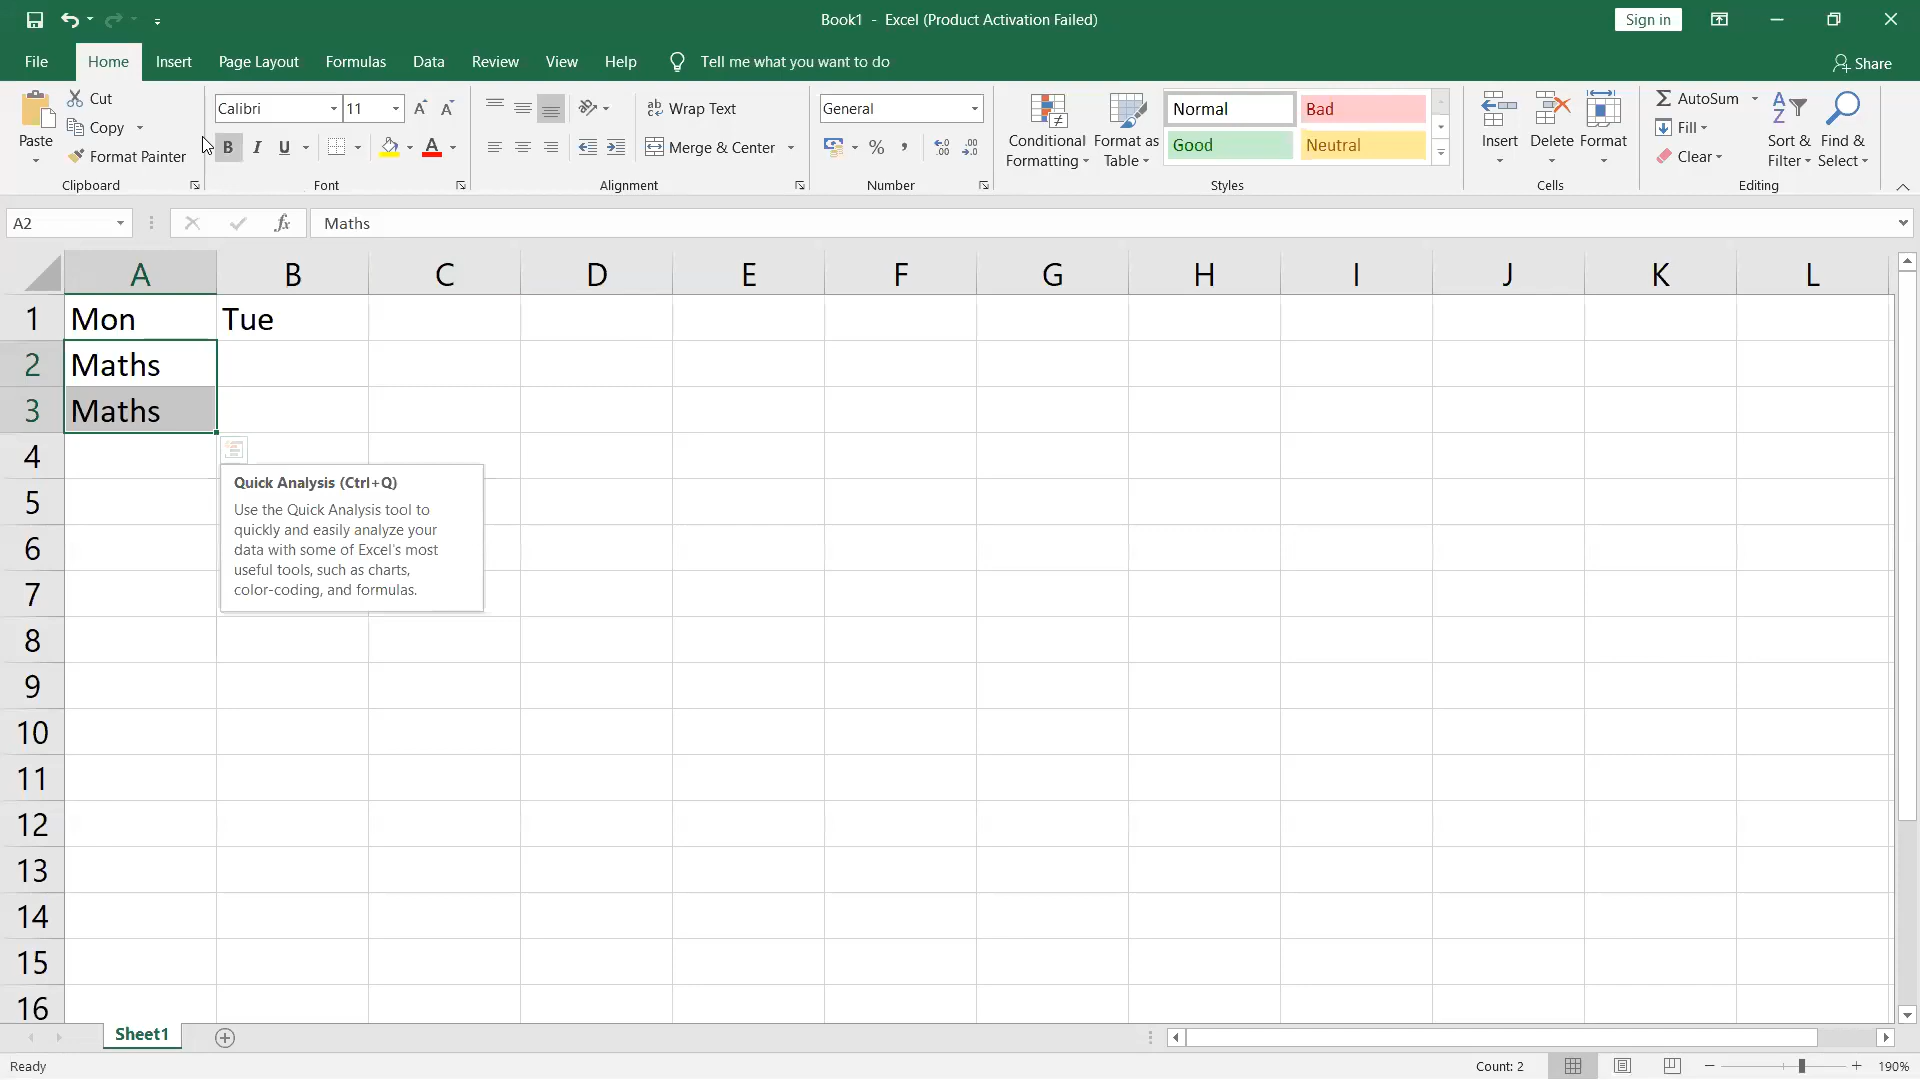 Book1 - Excel (Product Activation Failed)
Sign in
File Home Insert Page Layout Formulas Data Review View Help Tell me what you want to do
Share
Paste
Cut
Copy
Format Painter
Clipboard
Calibri 11
B I U
Font
Wrap Text
Merge & Center
Alignment
General
% ,
Number
Conditional Formatting
Format as Table
Normal Bad
Good Neutral
Styles
Insert Delete Format
Cells
AutoSum
Fill
Clear
Sort & Filter
Find & Select
Editing
A2 fx Maths
A B C D E F G H I J K L
1 Mon Tue
2 Maths
3 Maths
4
Quick Analysis (Ctrl+Q)
Use the Quick Analysis tool to
quickly and easily analyze your
data with some of Excel's most
useful tools, such as charts,
color-coding, and formulas.
5
6
7
8
9
10
11
12
13
14
15
16
Sheet1
Ready
Count: 2
190%